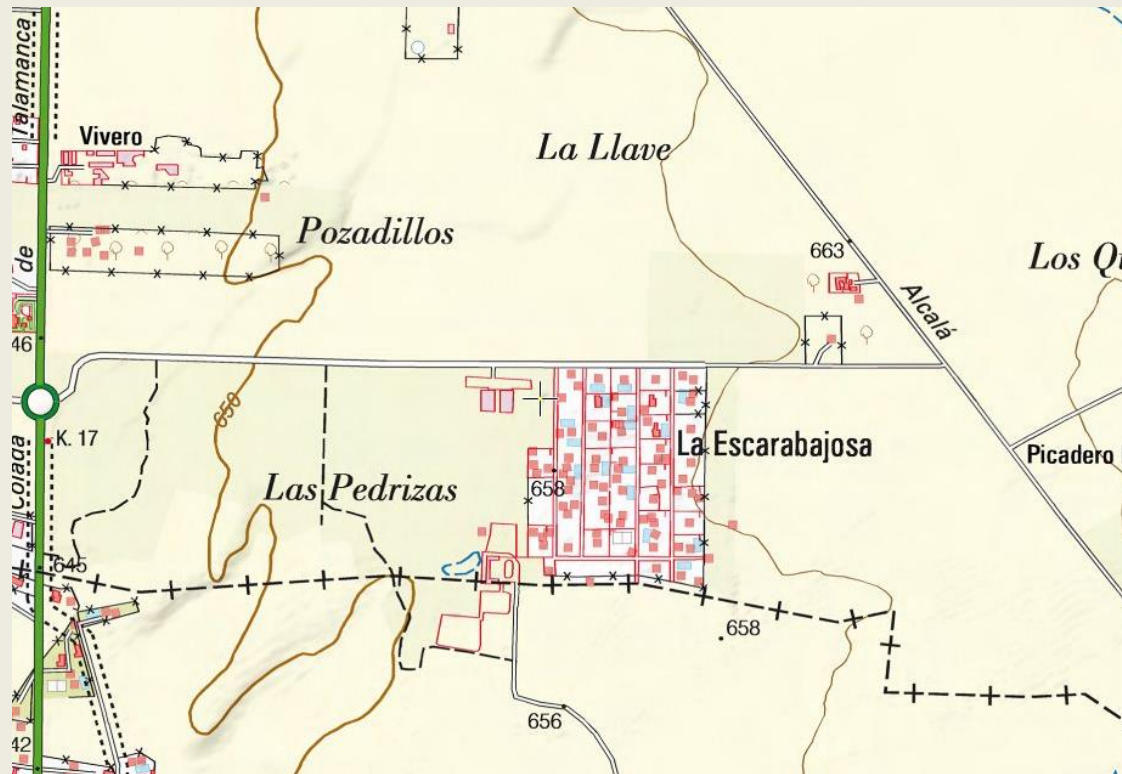 Talamanca
Vivero
La Llave
Pozadillos
663
Los Qu
de
Alcalá
46
650
K. 17
La Escarabajosa
Picadero
Colada
Las Pedrizas
658
645
658
656
42